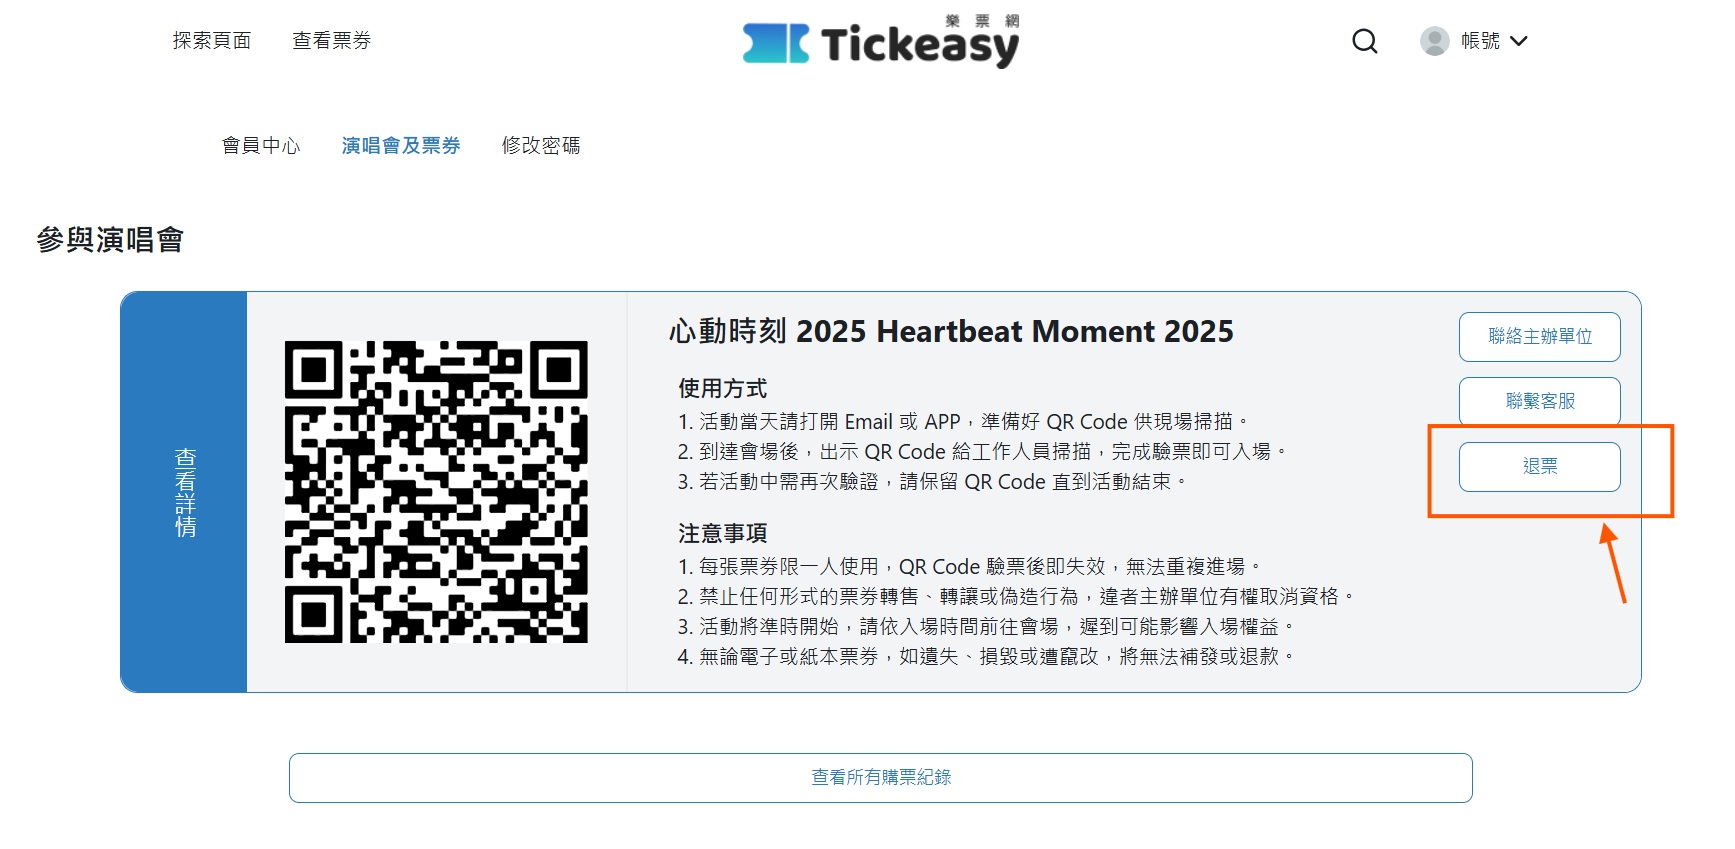 探索頁面
查看票券
樂票網
Tickeasy
帳號
會員中心
演唱會及票券
修改密碼
參與演唱會
查看詳情
心動時刻 2025 Heartbeat Moment 2025
使用方式
1. 活動當天請打開 Email 或 APP，準備好 QR Code 供現場掃描。
2. 到達會場後，出示 QR Code 給工作人員掃描，完成驗票即可入場。
3. 若活動中需再次驗證，請保留 QR Code 直到活動結束。
注意事項
1. 每張票券限一人使用，QR Code 驗票後即失效，無法重複進場。
2. 禁止任何形式的票券轉售、轉讓或偽造行為，違者主辦單位有權取消資格。
3. 活動將準時開始，請依入場時間前往會場，遲到可能影響入場權益。
4. 無論電子或紙本票券，如遺失、損毀或遭竄改，將無法補發或退款。
聯絡主辦單位
聯繫客服
退票
查看所有購票紀錄